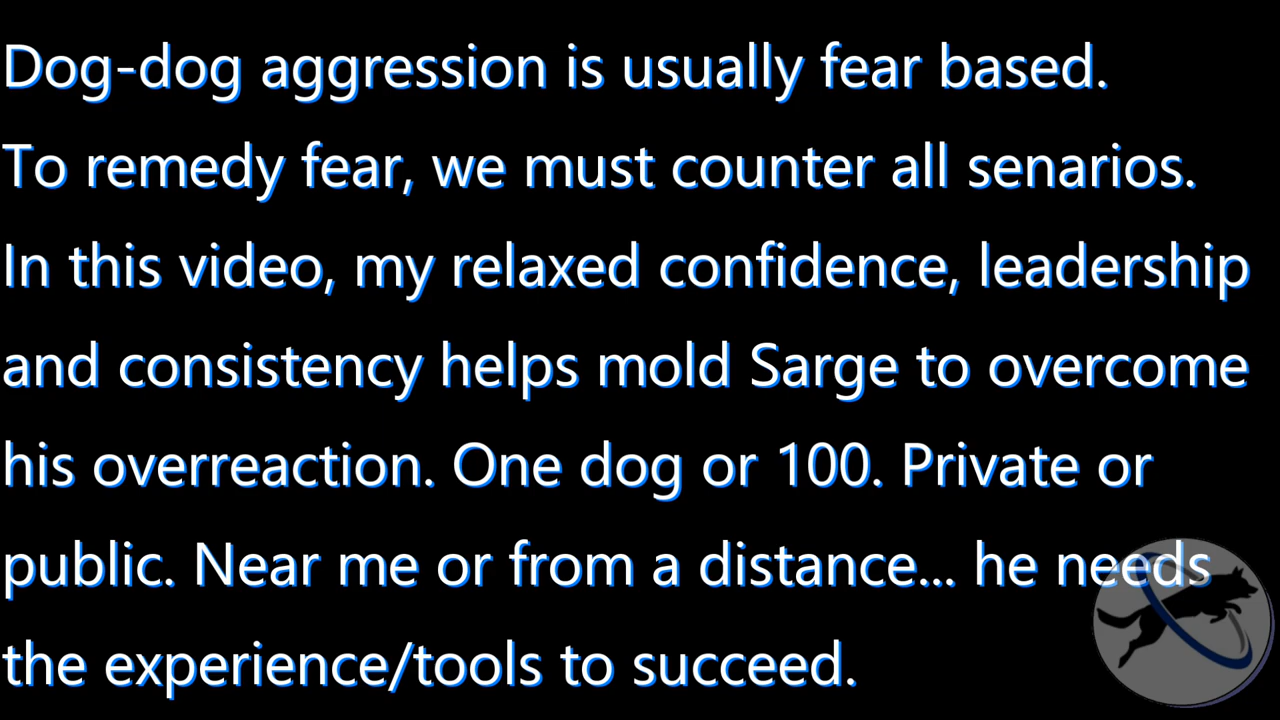 Dog-dog aggression is usually fear based.
To remedy fear, we must counter all senarios.
In this video, my relaxed confidence, leadership
and consistency helps mold Sarge to overcome
his overreaction. One dog or 100. Private or
public. Near me or from a distance... he needs
the experience/tools to succeed.